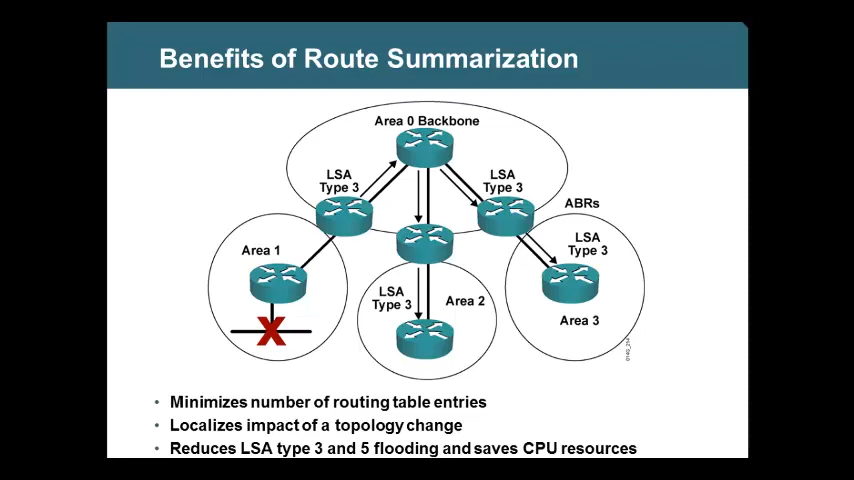 Benefits of Route Summarization
Area 0 Backbone
LSA
Type 3
LSA
Type 3
ABRs
Area 1
LSA
Type 3
LSA
Type 3
Area 2
Area 3
• Minimizes number of routing table entries
• Localizes impact of a topology change
• Reduces LSA type 3 and 5 flooding and saves CPU resources